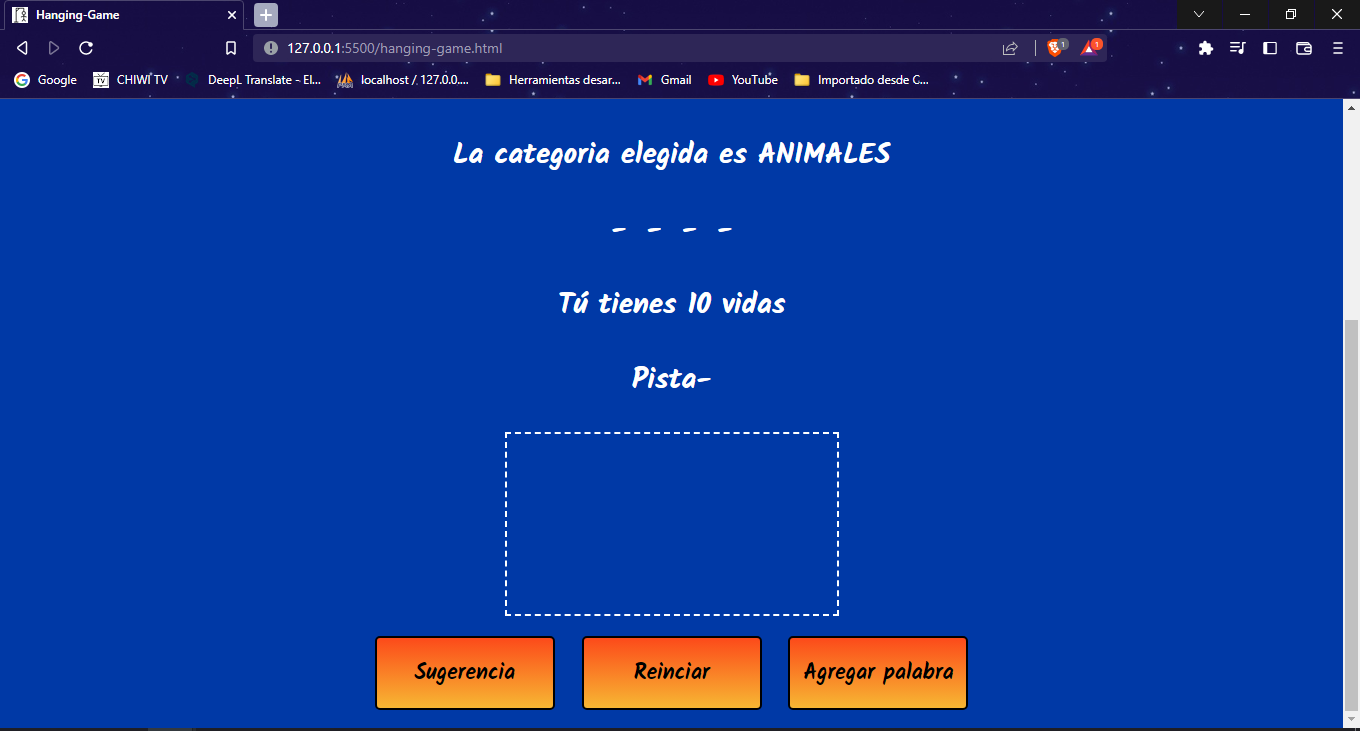 Hanging-Game
127.0.0.1:5500/hanging-game.html
1
1
Google
CHIWI TV
DeepL Translate - El...
localhost / 127.0.0....
Herramientas desar...
Gmail
YouTube
Importado desde C...
La categoria elegida es ANIMALES
- - - -
Tú tienes 10 vidas
Pista-
Sugerencia
Reinciar
Agregar palabra